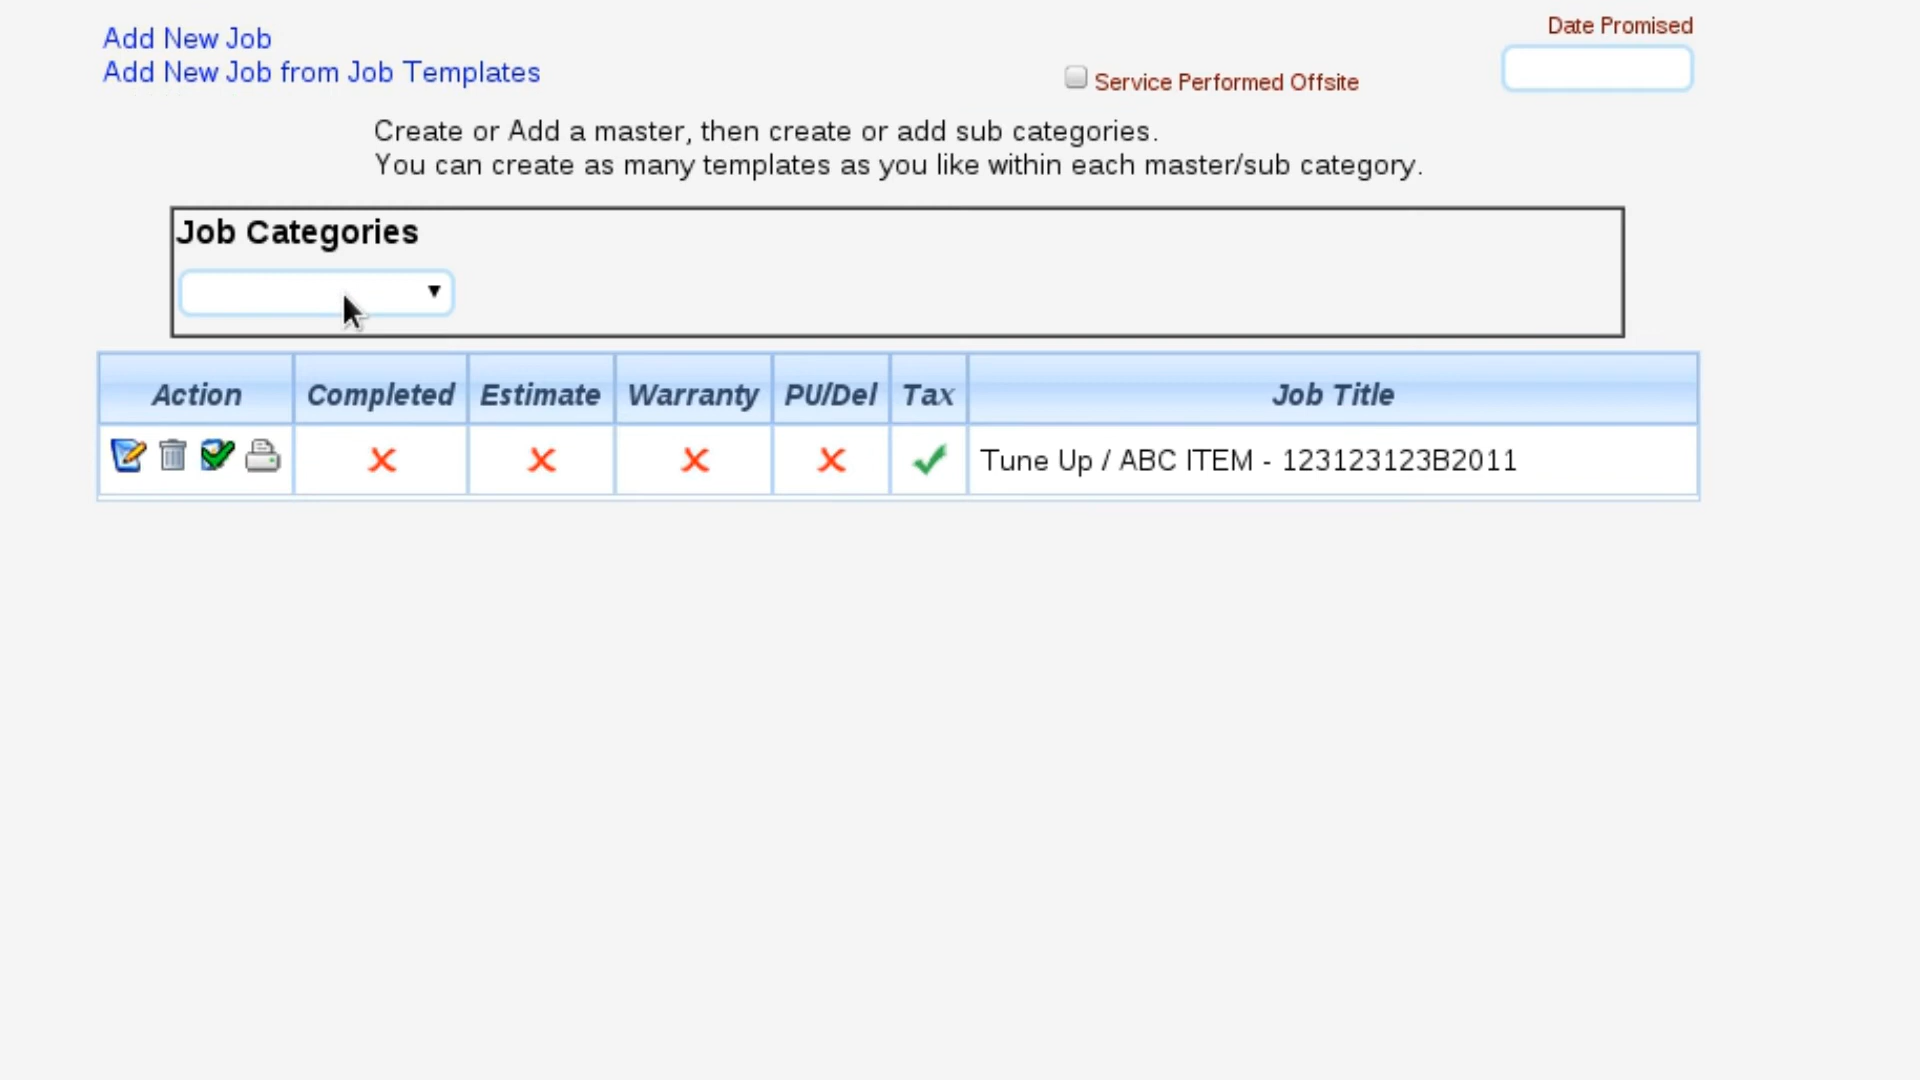 Add New Job
Add New Job from Job Templates
Date Promised
Service Performed Offsite
Create or Add a master, then create or add sub categories.
You can create as many templates as you like within each master/sub category.
Job Categories
Action Completed Estimate Warranty PU/Del Tax Job Title
Tune Up / ABC ITEM - 123123123B2011